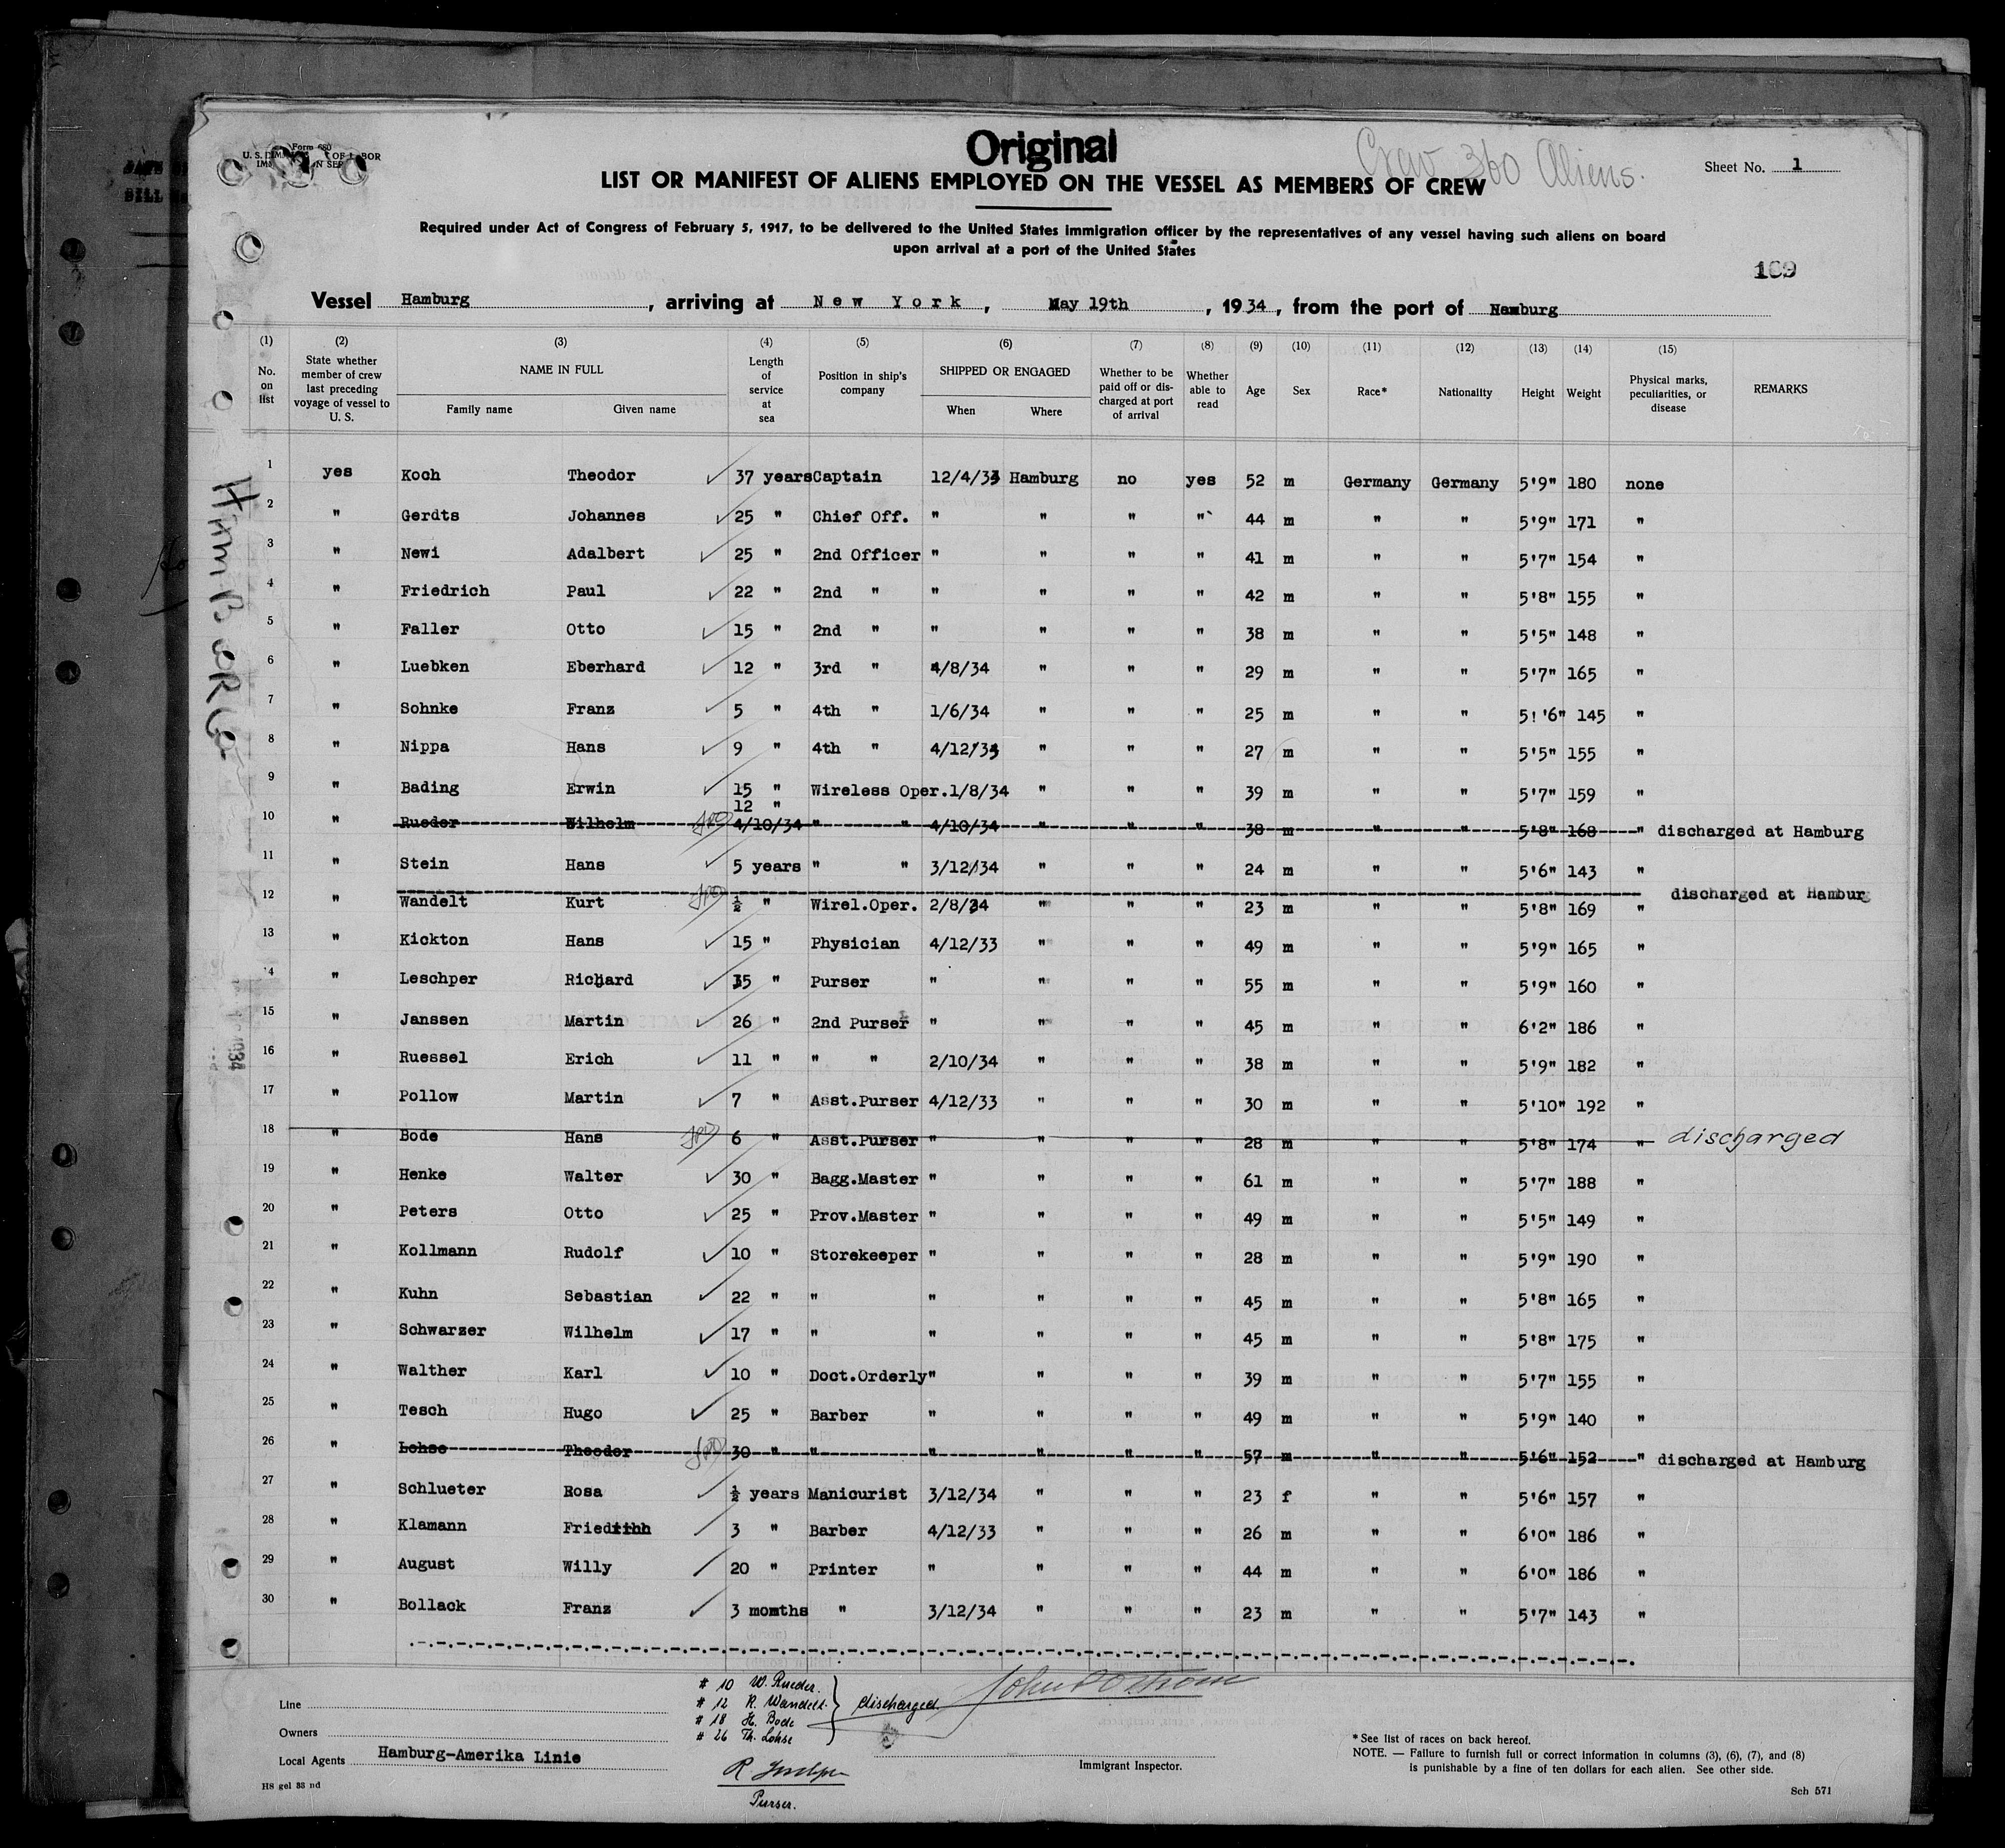 Original
Crew 360 Aliens.
Sheet No. 1
LIST OR MANIFEST OF ALIENS EMPLOYED ON THE VESSEL AS MEMBERS OF CREW
Required under Act of Congress of February 5, 1917, to be delivered to the United States immigration officer by the representatives of any vessel having such aliens on board
upon arrival at a port of the United States
169
Vessel Hamburg, arriving at New York, May 19th, 1934, from the port of Hamburg
(1) (2) (3) (4) (5) (6) (7) (8) (9) (10) (11) (12) (13) (14) (15)
No. on list | State whether member of crew last preceding voyage of vessel to U. S. | NAME IN FULL Family name Given name | Length of service at sea | Position in ship's company | SHIPPED OR ENGAGED When Where | Whether to be paid off or discharged at port of arrival | Whether able to read | Age | Sex | Race* | Nationality | Height | Weight | Physical marks, peculiarities, or disease | REMARKS
1 yes Koch Theodor 37 years Captain 12/4/33 Hamburg no yes 52 m Germany Germany 5'9" 180 none
2 " Gerdts Johannes 25 " Chief Off. " " " " 44 m " " 5'9" 171 "
3 " Newi Adalbert 25 " 2nd Officer " " " " 41 m " " 5'7" 154 "
4 " Friedrich Paul 22 " 2nd " " " " " 42 m " " 5'8" 155 "
5 " Faller Otto 15 " 2nd " " " " " 38 m " " 5'5" 148 "
6 " Luebken Eberhard 12 " 3rd " 4/8/34 " " " 29 m " " 5'7" 165 "
7 " Sohnke Franz 5 " 4th " 1/6/34 " " " 25 m " " 5!'6" 145 "
8 " Nippa Hans 9 " 4th " 4/12/33 " " " 27 m " " 5'5" 155 "
9 " Bading Erwin 15 " Wireless Oper. 1/8/34 " " " 39 m " " 5'7" 159 "
12 "
10 " Rueder Wilhelm 4/10/34 " " 4/10/34 " " " 38 m " " 5'8" 168 " discharged at Hamburg
11 " Stein Hans 5 years " " 3/12/34 " " " 24 m " " 5'6" 143 "
12 " Wandelt Kurt ½ " Wirel.Oper. 2/8/34 " " " 23 m " " 5'8" 169 " discharged at Hamburg
13 " Kickton Hans 15 " Physician 4/12/33 " " " 49 m " " 5'9" 165 "
14 " Leschper Richard 35 " Purser " " " " 55 m " " 5'9" 160 "
15 " Janssen Martin 26 " 2nd Purser " " " " 45 m " " 6'2" 186 "
16 " Ruessel Erich 11 " " " 2/10/34 " " " 38 m " " 5'9" 182 "
17 " Pollow Martin 7 " Asst.Purser 4/12/33 " " " 30 m " " 5'10" 192 "
18 " Bode Hans 6 " Asst.Purser " " " " 28 m " " 5'8" 174 " discharged
19 " Henke Walter 30 " Bagg.Master " " " " 61 m " " 5'7" 188 "
20 " Peters Otto 25 " Prov.Master " " " " 49 m " " 5'5" 149 "
21 " Kollmann Rudolf 10 " Storekeeper " " " " 28 m " " 5'9" 190 "
22 " Kuhn Sebastian 22 " " " " " " 45 m " " 5'8" 165 "
23 " Schwarzer Wilhelm 17 " " " " " " 45 m " " 5'8" 175 "
24 " Walther Karl 10 " Doct.Orderly " " " " 39 m " " 5'7" 155 "
25 " Tesch Hugo 25 " Barber " " " " 49 m " " 5'9" 140 "
26 " Lohse Theodor 30 " " " " " " 57 m " " 5'6" 152 " discharged at Hamburg
27 " Schlueter Rosa ½ years Manicurist 3/12/34 " " " 23 f " " 5'6" 157 "
28 " Klamann 3 " Barber 4/12/33 " " " 26 m " " 6'0" 186 "
29 " August Willy 20 " Printer " " " " 44 m " " 6'0" 186 "
30 " Bollack Franz 3 months " 3/12/34 " " " 23 m " " 5'7" 143 "
HAMBURG
1934
# 10 W. Rueder.
# 12 K. Wandelt
# 18 H. Bode
# 26 Th. Lohse
discharged.
Line
Owners
Local Agents Hamburg-Amerika Linie
Purser.
Immigrant Inspector.
* See list of races on back hereof.
NOTE. — Failure to furnish full or correct information in columns (3), (6), (7), and (8)
is punishable by a fine of ten dollars for each alien. See other side.
HS gel 33 nd
Sch 571